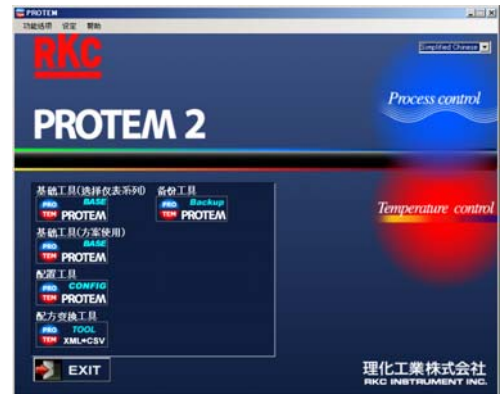 PROTEM
功能选项 设定 帮助
RKC
Simplified Chinese
Process control
PROTEM 2
基础工具(选择仪表系列) 备份工具
PRO TEM BASE PROTEM PRO TEM Backup PROTEM
Temperature control
基础工具(方案使用)
PRO TEM BASE PROTEM
配置工具
PRO TEM CONFIG PROTEM
配方变换工具
PRO TEM TOOL XML↔CSV
EXIT
理化工業株式会社
RKC INSTRUMENT INC.